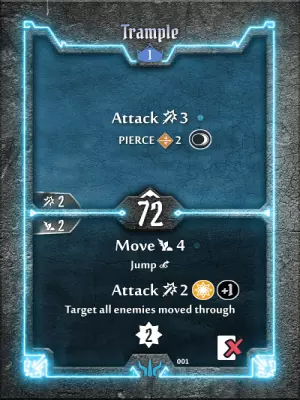 Trample
1
Attack 3
PIERCE 2
2
72
2
Move 4
Jump
Attack 2 +1
Target all enemies moved through
2
001